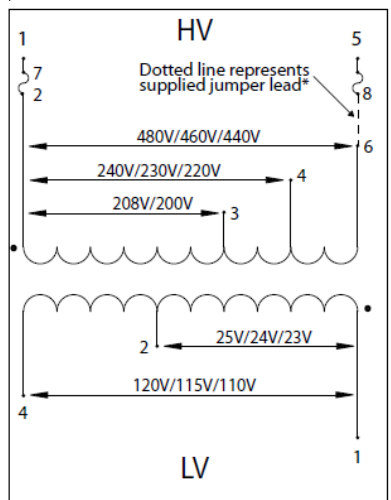 HV
1
5
7
2
Dotted line represents
supplied jumper lead*
8
480V/460V/440V
6
240V/230V/220V
4
208V/200V
3
25V/24V/23V
2
120V/115V/110V
4
1
LV